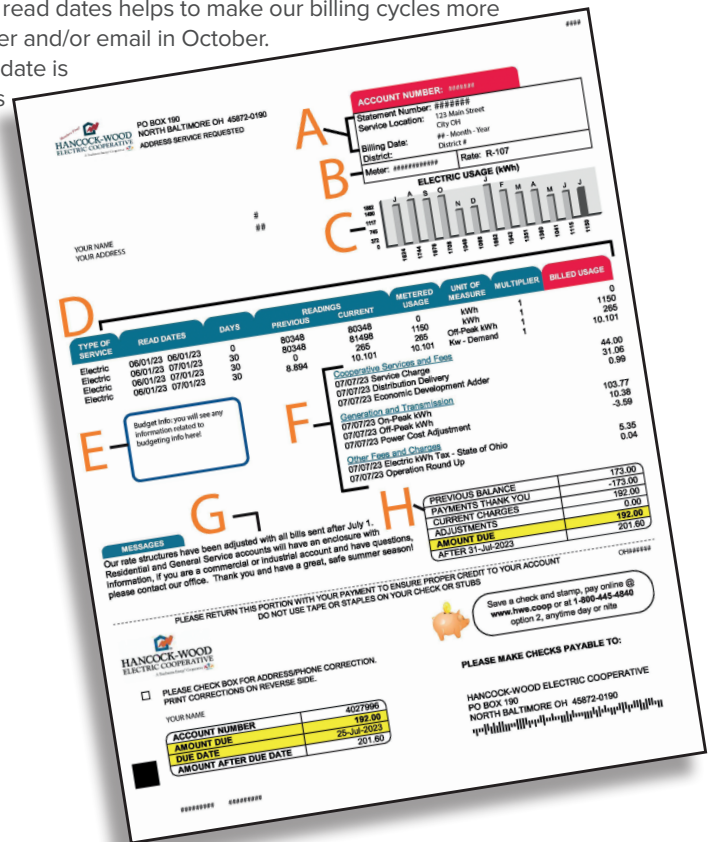 read dates helps to make our billing cycles more
er and/or email in October.
date is
s
####
HANCOCK-WOOD
ELECTRIC COOPERATIVE
PO BOX 190
NORTH BALTIMORE OH 45872-0190
ADDRESS SERVICE REQUESTED
A
ACCOUNT NUMBER: #######
Statement Number: #######
Service Location: 123 Main Street
City OH
Billing Date: ## - Month - Year
District: District #
B
Meter: ############ Rate: R-107
C
ELECTRIC USAGE (kWh)
J A S O N D J F M A M J J
1862
1490
1117
745
372
0
#
##
YOUR NAME
YOUR ADDRESS
D
TYPE OF SERVICE READ DATES DAYS READINGS PREVIOUS CURRENT METERED USAGE UNIT OF MEASURE MULTIPLIER BILLED USAGE
Electric 06/01/23 06/01/23 0 80348 80348 0 kWh 1 0
Electric 06/01/23 07/01/23 30 80348 81498 1150 kWh 1 1150
Electric 06/01/23 07/01/23 30 0 265 265 Off-Peak kWh 1 265
Electric 06/01/23 07/01/23 30 8.894 10.101 10.101 Kw - Demand 1 10.101
E
Budget Info: you will see any
information related to
budgeting info here!
F
Cooperative Services and Fees
07/07/23 Service Charge 44.00
07/07/23 Distribution Delivery 31.06
07/07/23 Economic Development Adder 0.99
Generation and Transmission
07/07/23 On-Peak kWh 103.77
07/07/23 Off-Peak kWh 10.38
07/07/23 Power Cost Adjustment -3.59
Other Fees and Charges
07/07/23 Electric kWh Tax - State of Ohio 5.35
07/07/23 Operation Round Up 0.04
G
MESSAGES
Our rate structures have been adjusted with all bills sent after July 1.
Residential and General Service accounts will have an enclosure with
information, if you are a commercial or industrial account and have questions,
please contact our office. Thank you and have a great, safe summer season!
H
PREVIOUS BALANCE 173.00
PAYMENTS THANK YOU -173.00
CURRENT CHARGES 192.00
ADJUSTMENTS 0.00
AMOUNT DUE 192.00
AFTER 31-Jul-2023 201.60
PLEASE RETURN THIS PORTION WITH YOUR PAYMENT TO ENSURE PROPER CREDIT TO YOUR ACCOUNT
DO NOT USE TAPE OR STAPLES ON YOUR CHECK OR STUBS
OH######
HANCOCK-WOOD
ELECTRIC COOPERATIVE
Save a check and stamp, pay online @
www.hwe.coop or at 1-800-445-4840
option 2, anytime day or nite
PLEASE CHECK BOX FOR ADDRESS/PHONE CORRECTION.
PRINT CORRECTIONS ON REVERSE SIDE.
PLEASE MAKE CHECKS PAYABLE TO:
YOUR NAME
ACCOUNT NUMBER 4027996
AMOUNT DUE 192.00
DUE DATE 25-Jul-2023
AMOUNT AFTER DUE DATE 201.60
HANCOCK-WOOD ELECTRIC COOPERATIVE
PO BOX 190
NORTH BALTIMORE OH 45872-0190
######### #########